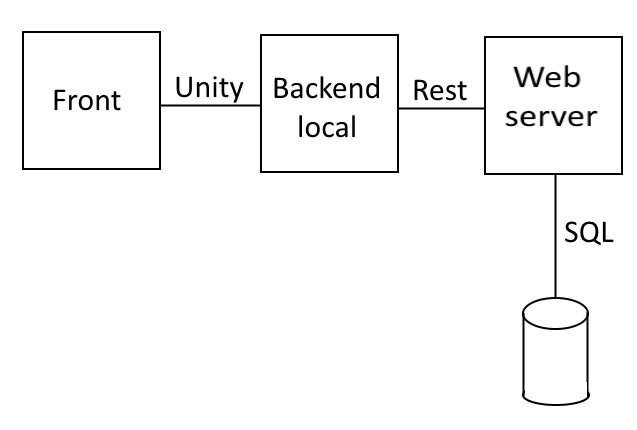 Front
Unity
Backend
local
Rest
Web
server
SQL